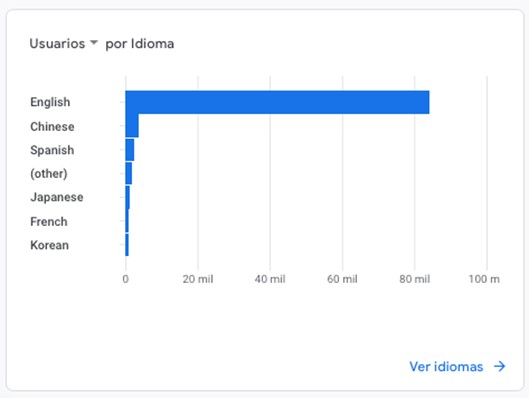 Usuarios por Idioma
English
Chinese
Spanish
(other)
Japanese
French
Korean
0 20 mil 40 mil 60 mil 80 mil 100 m
Ver idiomas